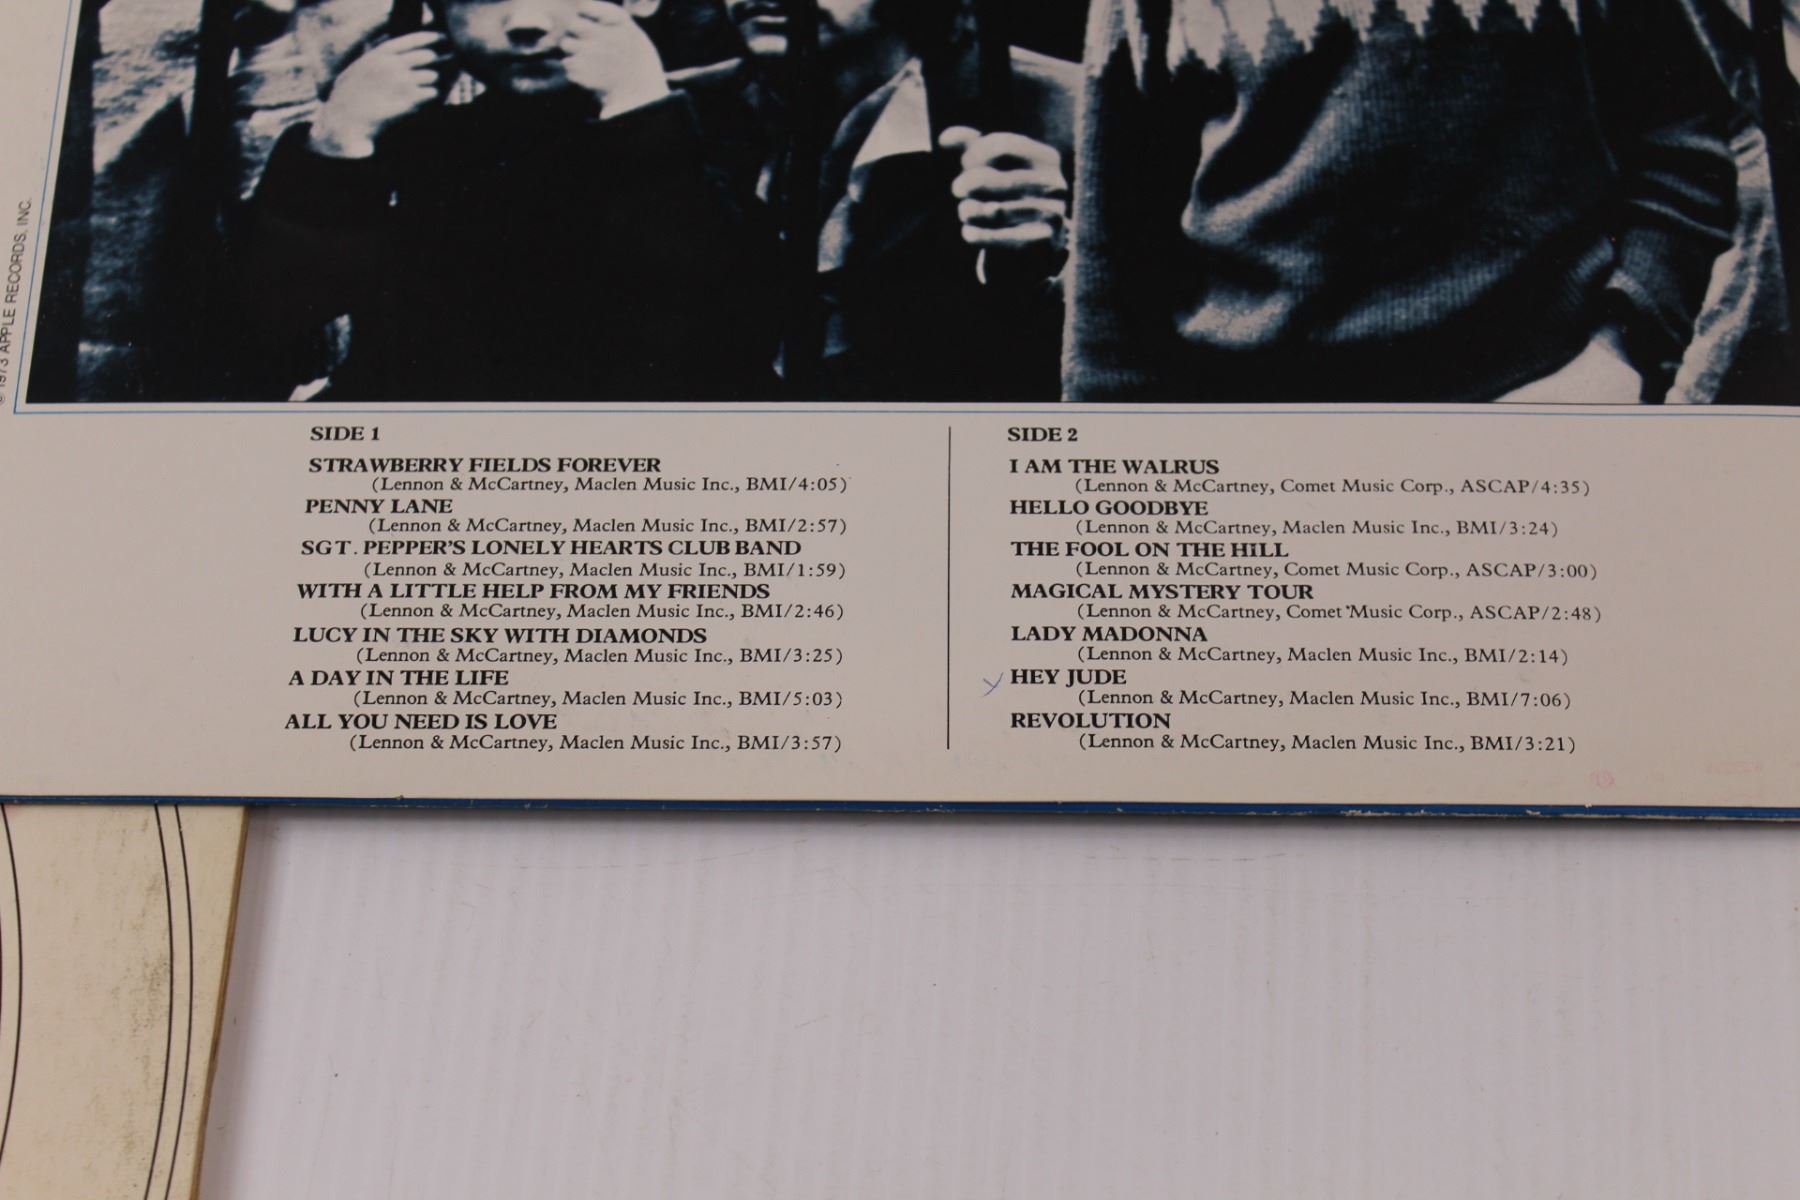 © 1973 APPLE RECORDS, INC.
SIDE 1
STRAWBERRY FIELDS FOREVER
(Lennon & McCartney, Maclen Music Inc., BMI/4:05)
PENNY LANE
(Lennon & McCartney, Maclen Music Inc., BMI/2:57)
SGT. PEPPER'S LONELY HEARTS CLUB BAND
(Lennon & McCartney, Maclen Music Inc., BMI/1:59)
WITH A LITTLE HELP FROM MY FRIENDS
(Lennon & McCartney, Maclen Music Inc., BMI/2:46)
LUCY IN THE SKY WITH DIAMONDS
(Lennon & McCartney, Maclen Music Inc., BMI/3:25)
A DAY IN THE LIFE
(Lennon & McCartney, Maclen Music Inc., BMI/5:03)
ALL YOU NEED IS LOVE
(Lennon & McCartney, Maclen Music Inc., BMI/3:57)
SIDE 2
I AM THE WALRUS
(Lennon & McCartney, Comet Music Corp., ASCAP/4:35)
HELLO GOODBYE
(Lennon & McCartney, Maclen Music Inc., BMI/3:24)
THE FOOL ON THE HILL
(Lennon & McCartney, Comet Music Corp., ASCAP/3:00)
MAGICAL MYSTERY TOUR
(Lennon & McCartney, Comet Music Corp., ASCAP/2:48)
LADY MADONNA
(Lennon & McCartney, Maclen Music Inc., BMI/2:14)
HEY JUDE
(Lennon & McCartney, Maclen Music Inc., BMI/7:06)
REVOLUTION
(Lennon & McCartney, Maclen Music Inc., BMI/3:21)